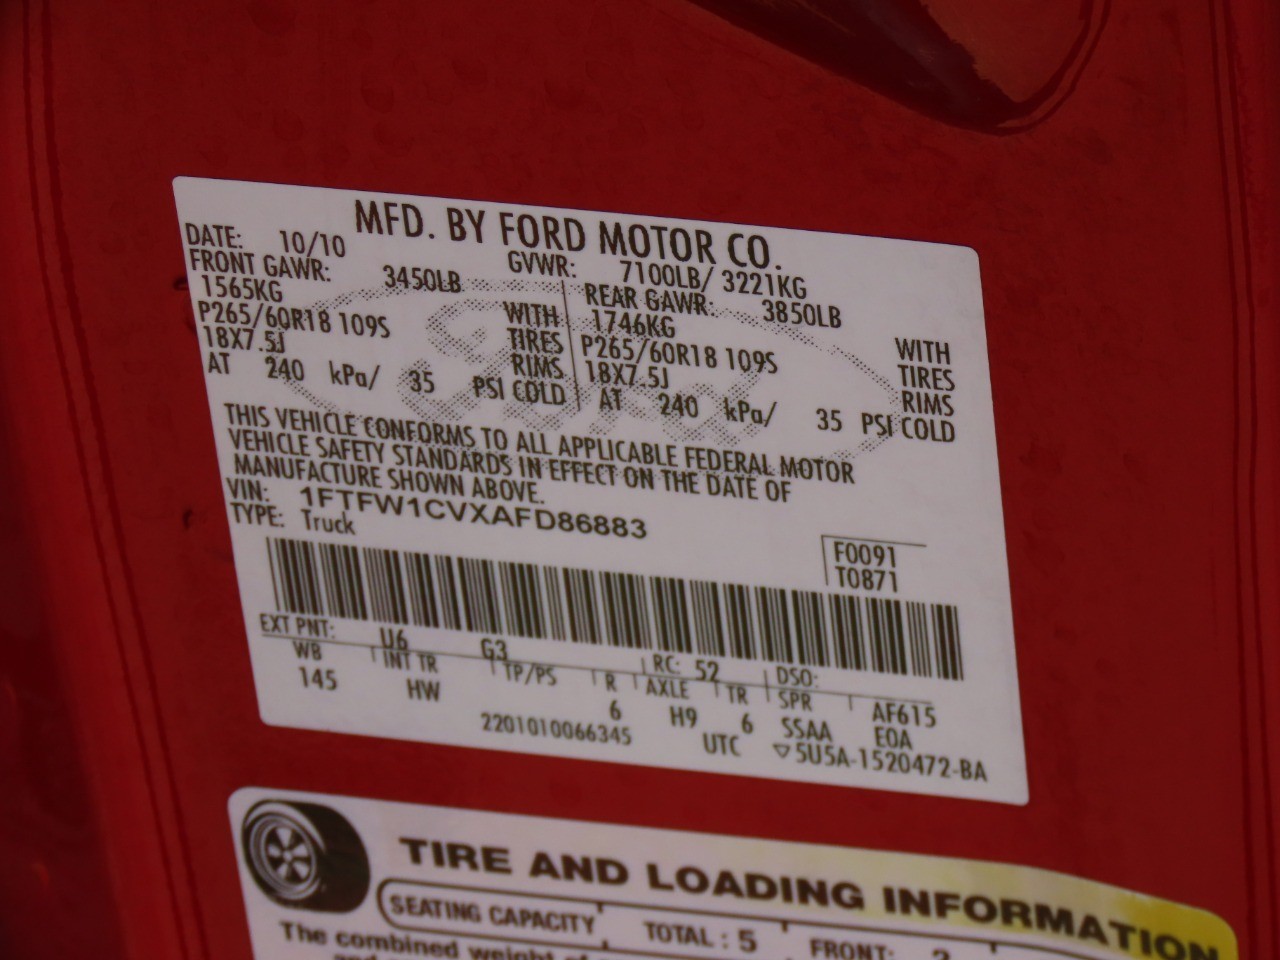 MFD. BY FORD MOTOR CO.
DATE: 10/10 GVWR: 7100LB/ 3221KG
FRONT GAWR: 3450LB REAR GAWR: 3850LB
1565KG WITH 1746KG WITH
P265/60R18 109S TIRES P265/60R18 109S TIRES
18X7.5J RIMS 18X7.5J RIMS
AT 240 kPa/ 35 PSI COLD AT 240 kPa/ 35 PSI COLD
THIS VEHICLE CONFORMS TO ALL APPLICABLE FEDERAL MOTOR
VEHICLE SAFETY STANDARDS IN EFFECT ON THE DATE OF
MANUFACTURE SHOWN ABOVE.
VIN: 1FTFW1CVXAFD86883
TYPE: Truck
F0091
T0871
EXT PNT: U6 G3 RC: 52 DSO:
WB INT TR TP/PS R AXLE TR SPR AF615
145 HW 6 H9 6 SSAA EOA
2201010066345 UTC ▽5U5A-1520472-BA
TIRE AND LOADING INFORMATION
SEATING CAPACITY TOTAL : 5 FRONT:
The combined weight of